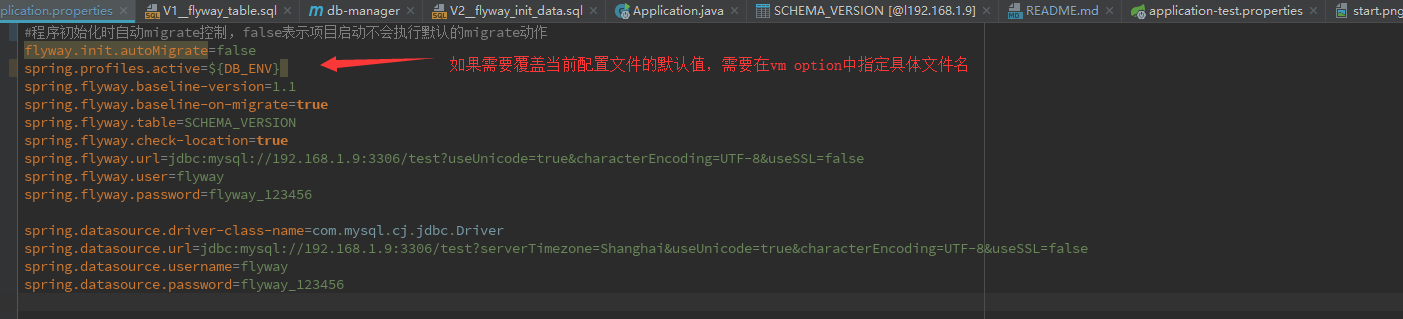 plication.properties V1__flyway_table.sql db-manager V2__flyway_init_data.sql Application.java SCHEMA_VERSION [@l192.168.1.9] README.md application-test.properties start.png
#程序初始化时自动migrate控制，false表示项目启动不会执行默认的migrate动作
flyway.init.autoMigrate=false
spring.profiles.active=${DB_ENV} 如果需要覆盖当前配置文件的默认值，需要在vm option中指定具体文件名
spring.flyway.baseline-version=1.1
spring.flyway.baseline-on-migrate=true
spring.flyway.table=SCHEMA_VERSION
spring.flyway.check-location=true
spring.flyway.url=jdbc:mysql://192.168.1.9:3306/test?useUnicode=true&characterEncoding=UTF-8&useSSL=false
spring.flyway.user=flyway
spring.flyway.password=flyway_123456
spring.datasource.driver-class-name=com.mysql.cj.jdbc.Driver
spring.datasource.url=jdbc:mysql://192.168.1.9:3306/test?serverTimezone=Shanghai&useUnicode=true&characterEncoding=UTF-8&useSSL=false
spring.datasource.username=flyway
spring.datasource.password=flyway_123456